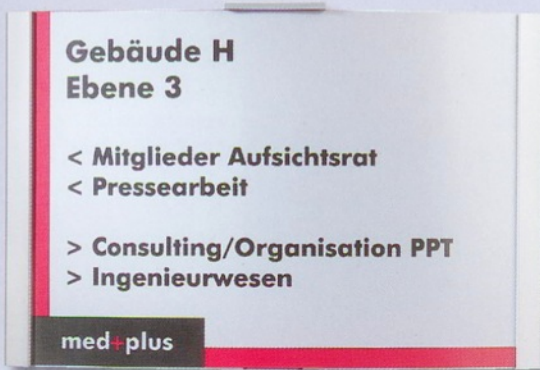 Gebäude H
Ebene 3
< Mitglieder Aufsichtsrat
< Pressearbeit
> Consulting/Organisation PPT
> Ingenieurwesen
med+plus